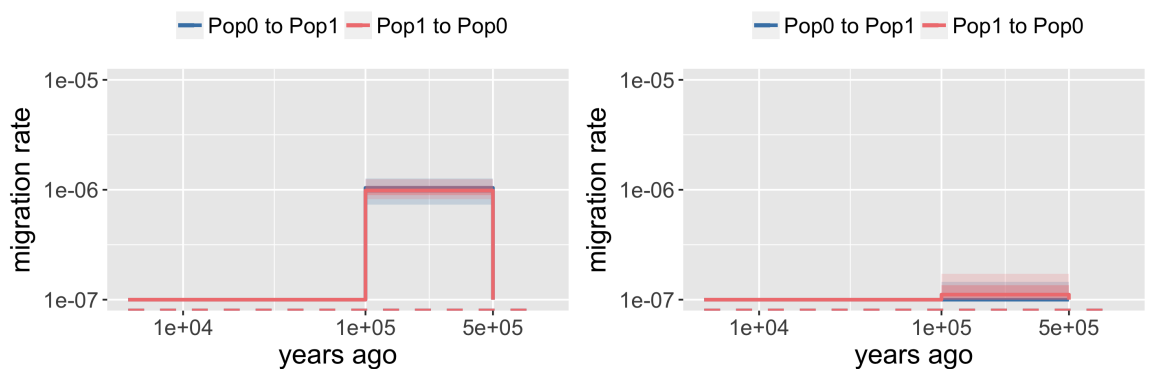 Pop0 to Pop1 Pop1 to Pop0
1e-05
1e-06
1e-07
migration rate
1e+04 1e+05 5e+05
years ago
Pop0 to Pop1 Pop1 to Pop0
1e-05
1e-06
1e-07
migration rate
1e+04 1e+05 5e+05
years ago